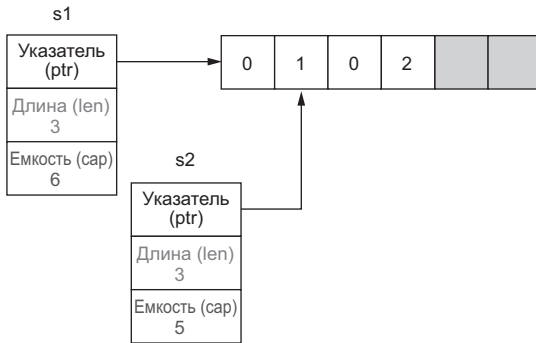 s1
Указатель
(ptr)
Длина (len)
3
Емкость (cap)
6
0 1 0 2
s2
Указатель
(ptr)
Длина (len)
3
Емкость (cap)
5